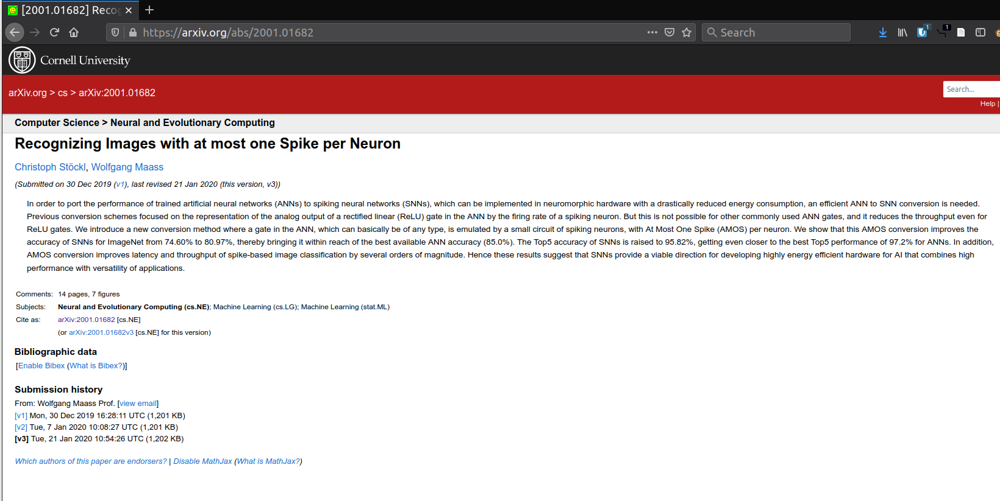 [2001.01682] Recog
https://arxiv.org/abs/2001.01682
Search
1
1
Cornell University
arXiv.org > cs > arXiv:2001.01682
Search...
Help |
Computer Science > Neural and Evolutionary Computing
Recognizing Images with at most one Spike per Neuron
Christoph Stöckl, Wolfgang Maass
(Submitted on 30 Dec 2019 (v1), last revised 21 Jan 2020 (this version, v3))
In order to port the performance of trained artificial neural networks (ANNs) to spiking neural networks (SNNs), which can be implemented in neuromorphic hardware with a drastically reduced energy consumption, an efficient ANN to SNN conversion is needed.
Previous conversion schemes focused on the representation of the analog output of a rectified linear (ReLU) gate in the ANN by the firing rate of a spiking neuron. But this is not possible for other commonly used ANN gates, and it reduces the throughput even for
ReLU gates. We introduce a new conversion method where a gate in the ANN, which can basically be of any type, is emulated by a small circuit of spiking neurons, with At Most One Spike (AMOS) per neuron. We show that this AMOS conversion improves the
accuracy of SNNs for ImageNet from 74.60% to 80.97%, thereby bringing it within reach of the best available ANN accuracy (85.0%). The Top5 accuracy of SNNs is raised to 95.82%, getting even closer to the best Top5 performance of 97.2% for ANNs. In addition,
AMOS conversion improves latency and throughput of spike-based image classification by several orders of magnitude. Hence these results suggest that SNNs provide a viable direction for developing highly energy efficient hardware for AI that combines high
performance with versatility of applications.
Comments: 14 pages, 7 figures
Subjects: Neural and Evolutionary Computing (cs.NE); Machine Learning (cs.LG); Machine Learning (stat.ML)
Cite as: arXiv:2001.01682 [cs.NE]
(or arXiv:2001.01682v3 [cs.NE] for this version)
Bibliographic data
[Enable Bibex (What is Bibex?)]
Submission history
From: Wolfgang Maass Prof. [view email]
[v1] Mon, 30 Dec 2019 16:28:11 UTC (1,201 KB)
[v2] Tue, 7 Jan 2020 10:08:27 UTC (1,201 KB)
[v3] Tue, 21 Jan 2020 10:54:26 UTC (1,202 KB)
Which authors of this paper are endorsers? | Disable MathJax (What is MathJax?)